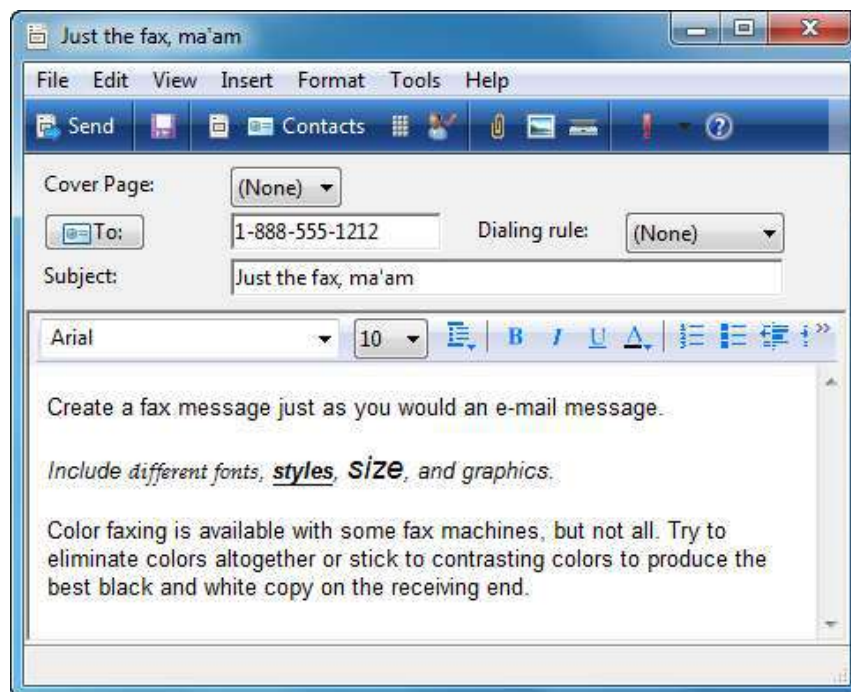 Just the fax, ma'am
File Edit View Insert Format Tools Help
Send Contacts
Cover Page: (None)
To: 1-888-555-1212 Dialing rule: (None)
Subject: Just the fax, ma'am
Arial 10 B I U A
Create a fax message just as you would an e-mail message.
Include different fonts, styles, size, and graphics.
Color faxing is available with some fax machines, but not all. Try to
eliminate colors altogether or stick to contrasting colors to produce the
best black and white copy on the receiving end.